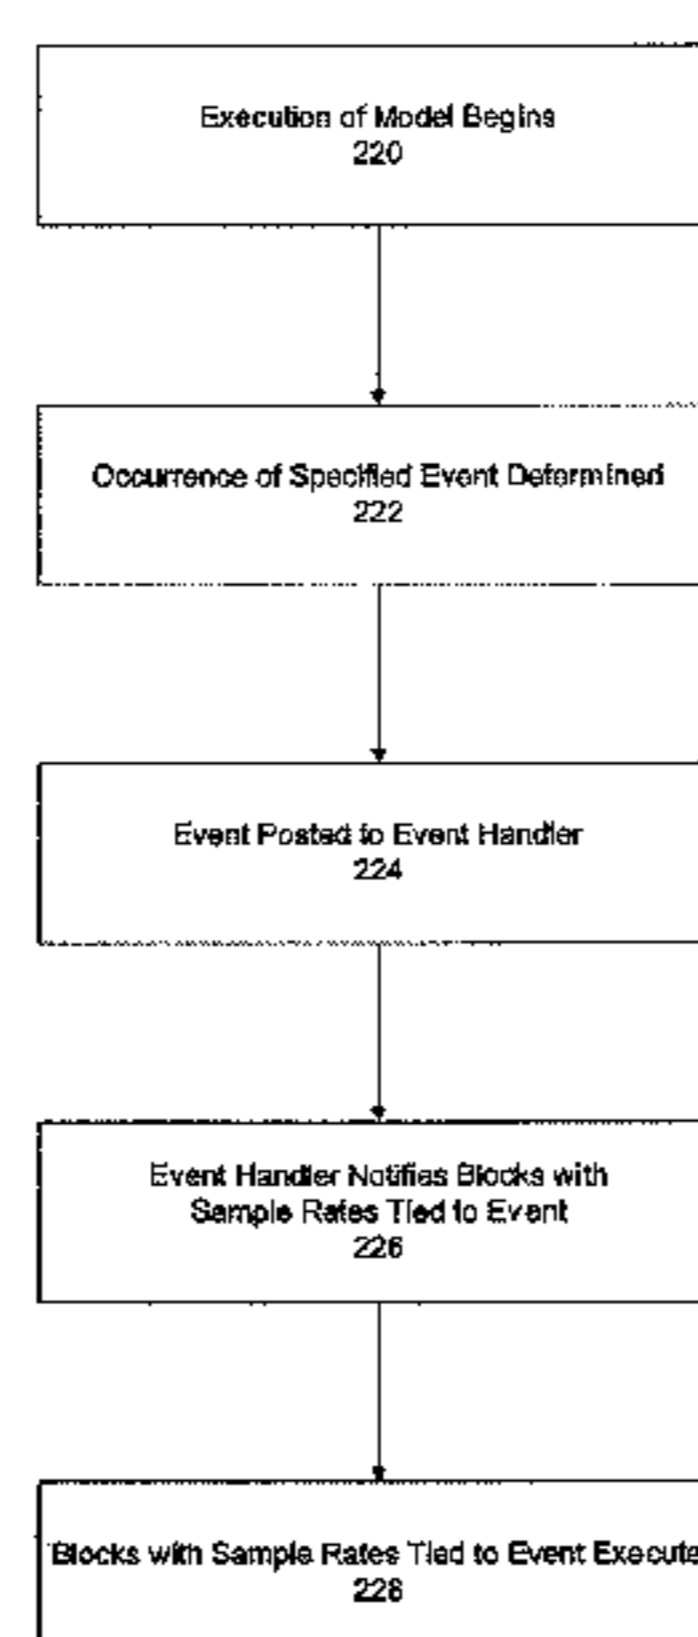 Execution of Model Begins
220
Occurrence of Specified Event Determined
222
Event Posted to Event Handler
224
Event Handler Notifies Blocks with
Sample Rates Tied to Event
226
Blocks with Sample Rates Tied to Event Execute
228